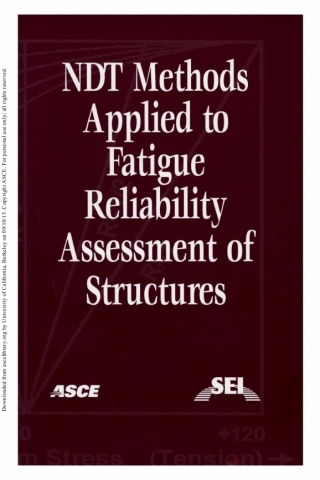 Downloaded from ascelibrary.org by University of California, Berkeley on 09/10/15. Copyright ASCE. For personal use only; all rights reserved.
NDT Methods
Applied to
Fatigue
Reliability
Assessment of
Structures
ASCE
SEI
0
+120
m Stress (Tension)